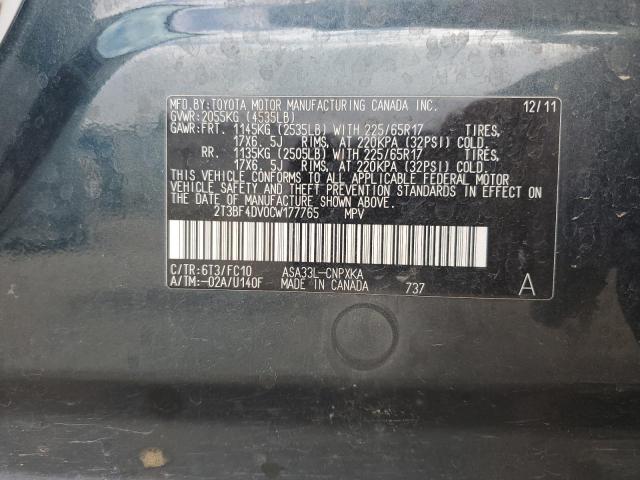 MFD. BY: TOYOTA MOTOR MANUFACTURING CANADA INC. 12/11
GVWR: 2055KG (4535LB)
GAWR: FRT. 1145KG (2535LB) WITH 225/65R17 TIRES,
17X6. 5J RIMS, AT 220KPA (32PSI) COLD.
RR. 1135KG (2505LB) WITH 225/65R17 TIRES,
17X6. 5J RIMS, AT 220KPA (32PSI) COLD.
THIS VEHICLE CONFORMS TO ALL APPLICABLE FEDERAL MOTOR
VEHICLE SAFETY AND THEFT PREVENTION STANDARDS IN EFFECT ON
THE DATE OF MANUFACTURE SHOWN ABOVE.
2T3BF4DV0CW177765 MPV
C/TR: 6T3/FC10 ASA33L-CNPXKA
A/TM: -02A/U140F MADE IN CANADA 737 A